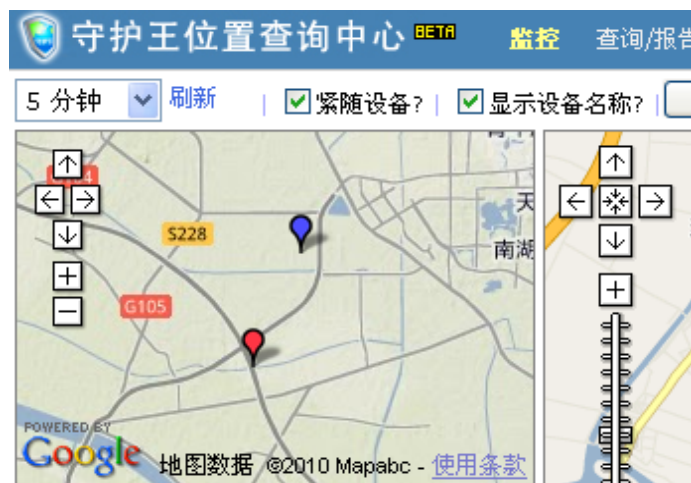 守护王位置查询中心 BETA 监控 查询/报告
5 分钟 刷新 | 紧随设备? | 显示设备名称? |
S228
天
南湖
G105
POWERED BY
Google 地图数据 ©2010 Mapabc - 使用条款